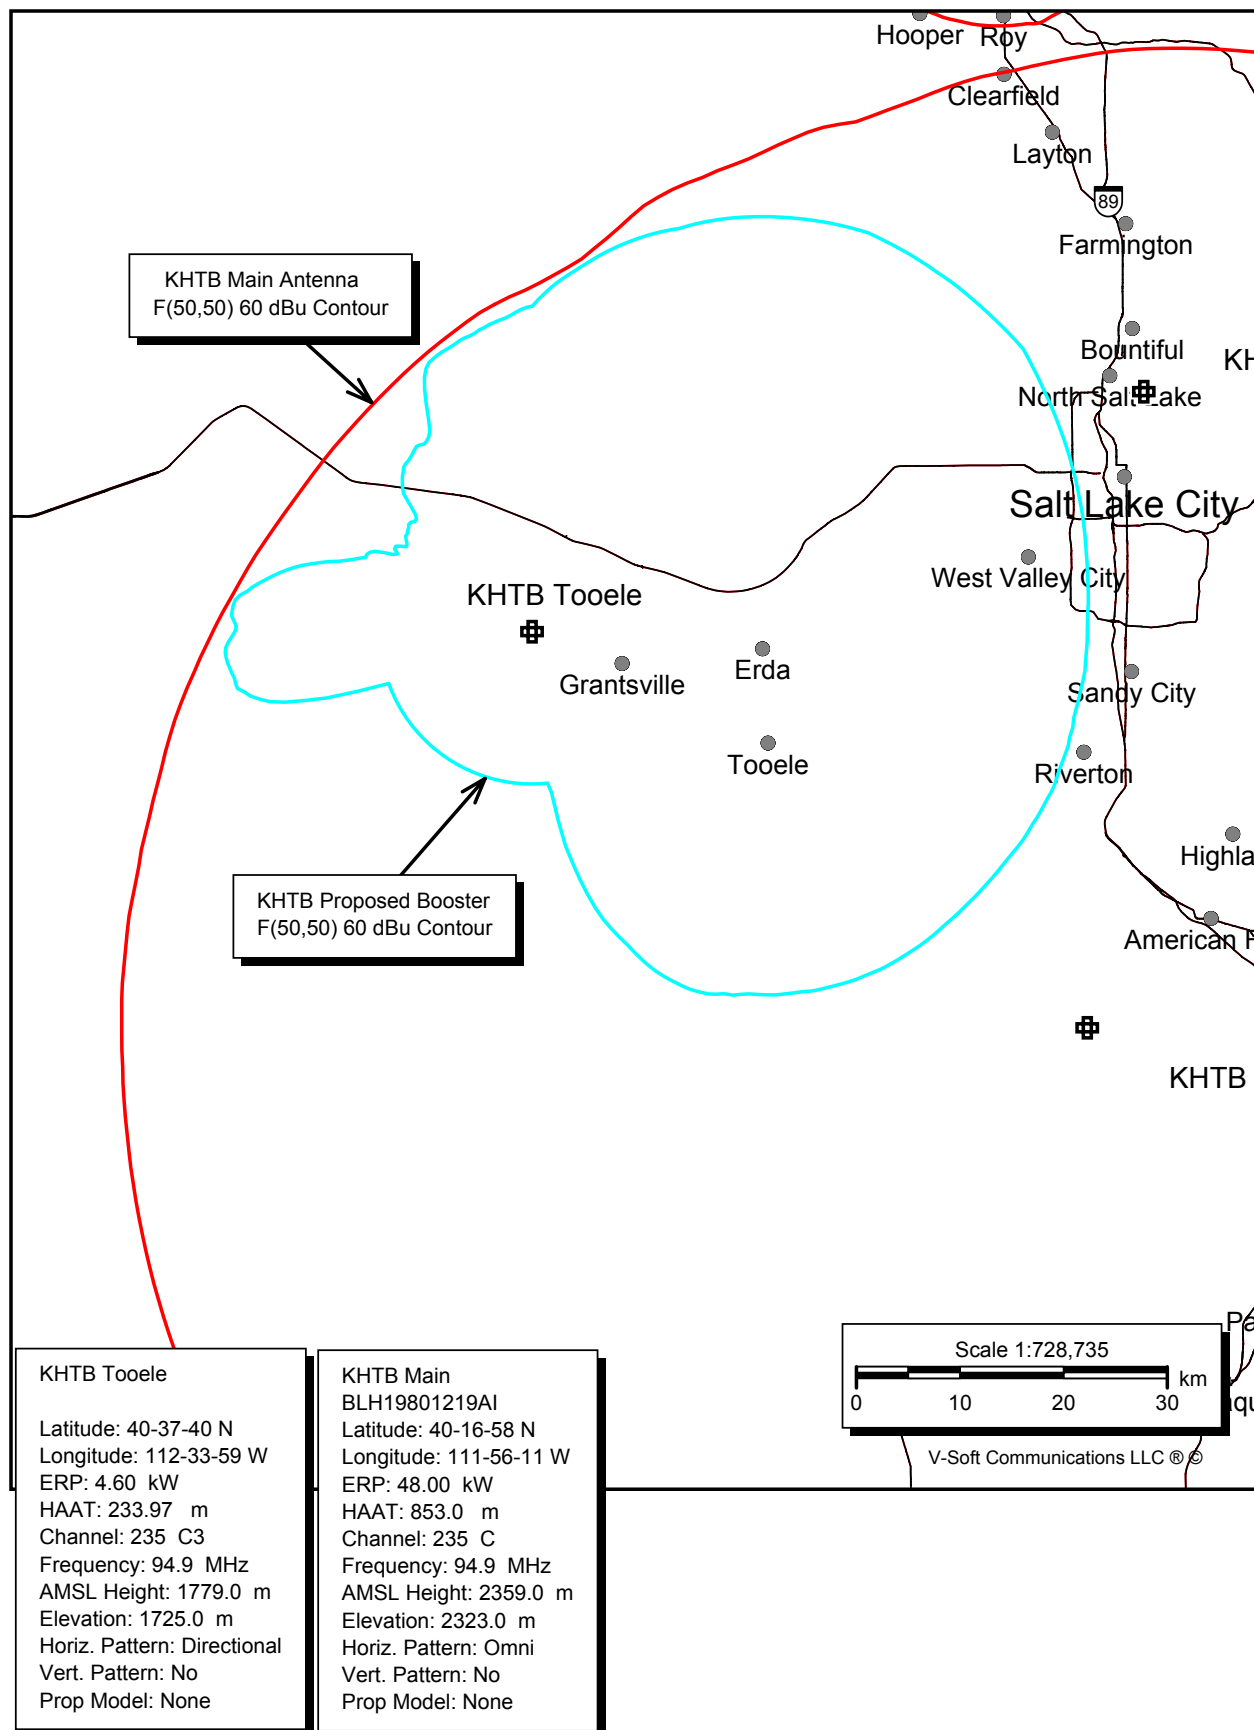 Hooper
Roy
Clearfield
Layton
89
Farmington
KHTB Main Antenna
F(50,50) 60 dBu Contour
Bountiful
KH
North Salt Lake
Salt Lake City
West Valley City
KHTB Tooele
Grantsville
Erda
Sandy City
Tooele
Riverton
Highla
KHTB Proposed Booster
F(50,50) 60 dBu Contour
American F
KHTB
Pa
Scale 1:728,735
km
0 10 20 30
V-Soft Communications LLC ® ©
KHTB Tooele
Latitude: 40-37-40 N
Longitude: 112-33-59 W
ERP: 4.60 kW
HAAT: 233.97 m
Channel: 235 C3
Frequency: 94.9 MHz
AMSL Height: 1779.0 m
Elevation: 1725.0 m
Horiz. Pattern: Directional
Vert. Pattern: No
Prop Model: None
KHTB Main
BLH19801219AI
Latitude: 40-16-58 N
Longitude: 111-56-11 W
ERP: 48.00 kW
HAAT: 853.0 m
Channel: 235 C
Frequency: 94.9 MHz
AMSL Height: 2359.0 m
Elevation: 2323.0 m
Horiz. Pattern: Omni
Vert. Pattern: No
Prop Model: None